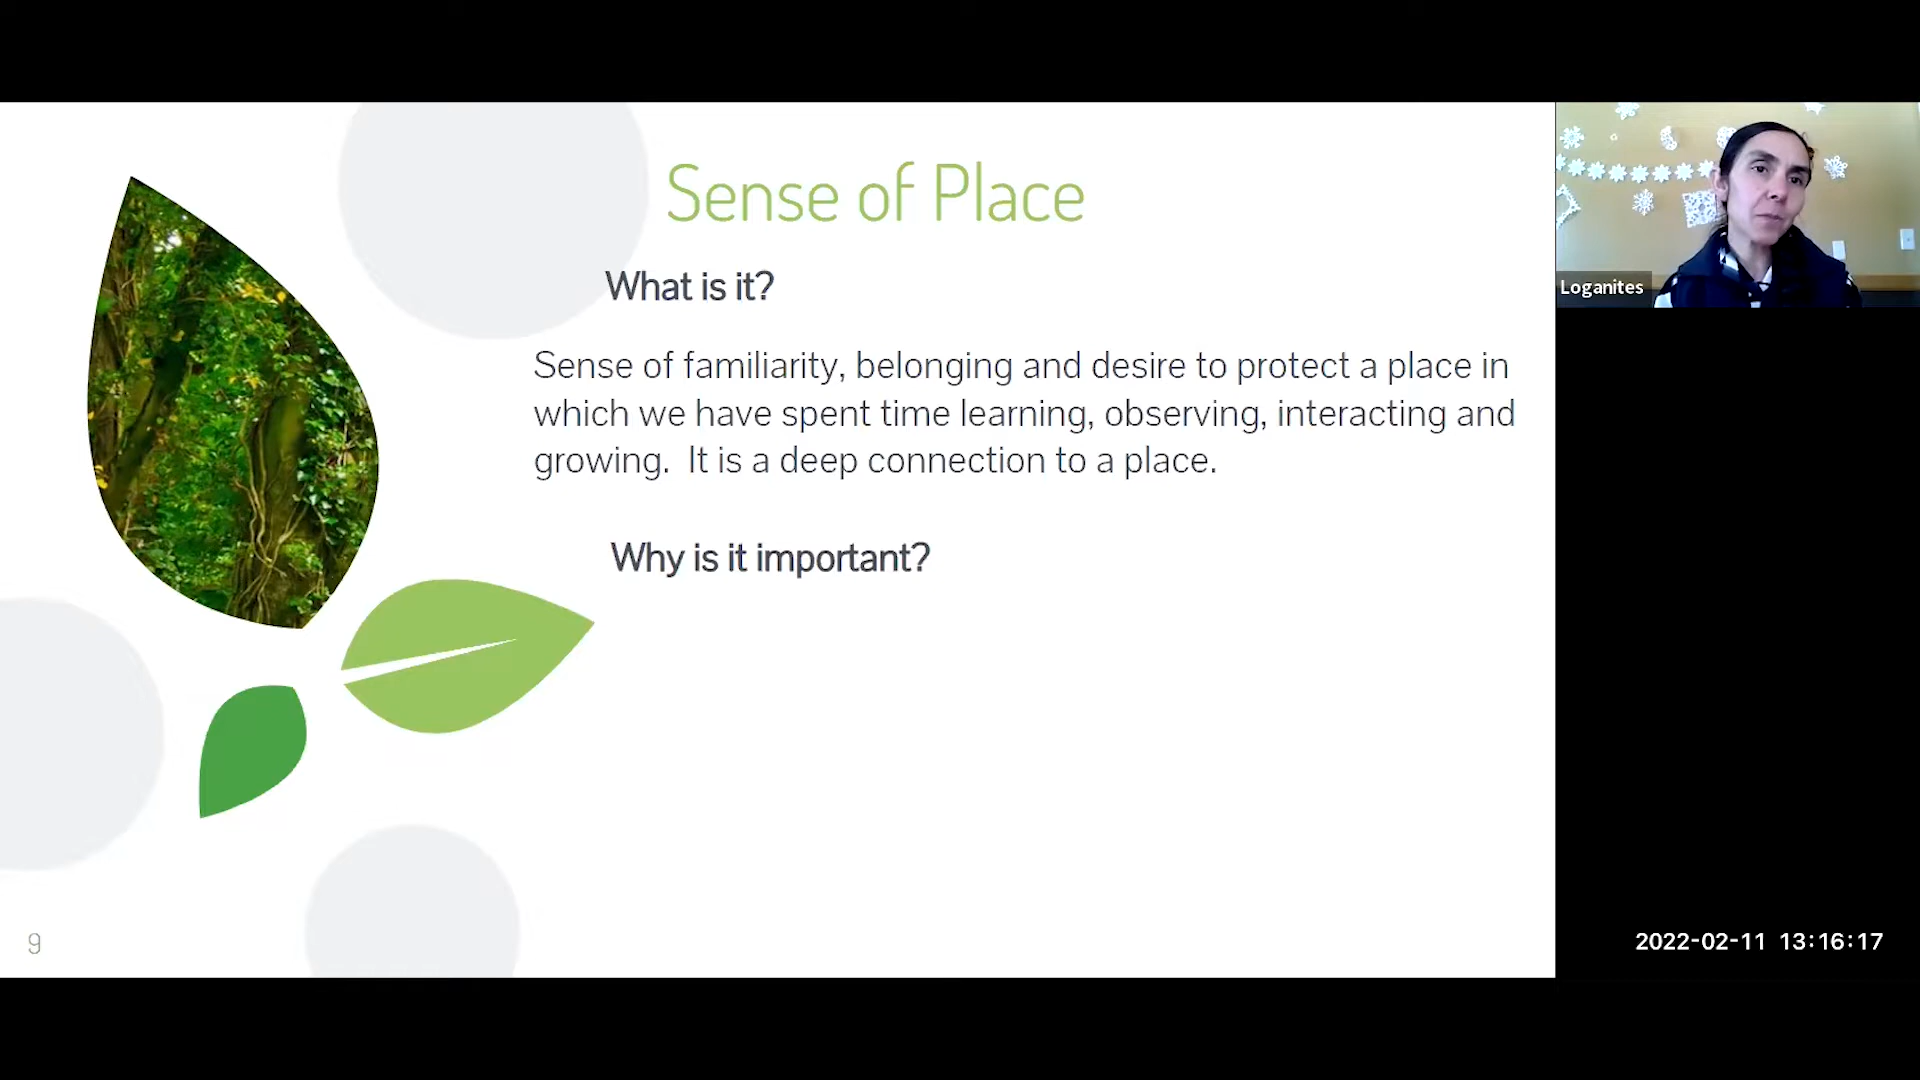 Sense of Place
What is it?
Sense of familiarity, belonging and desire to protect a place in
which we have spent time learning, observing, interacting and
growing.  It is a deep connection to a place.
Why is it important?
9
Loganites
2022-02-11 13:16:17